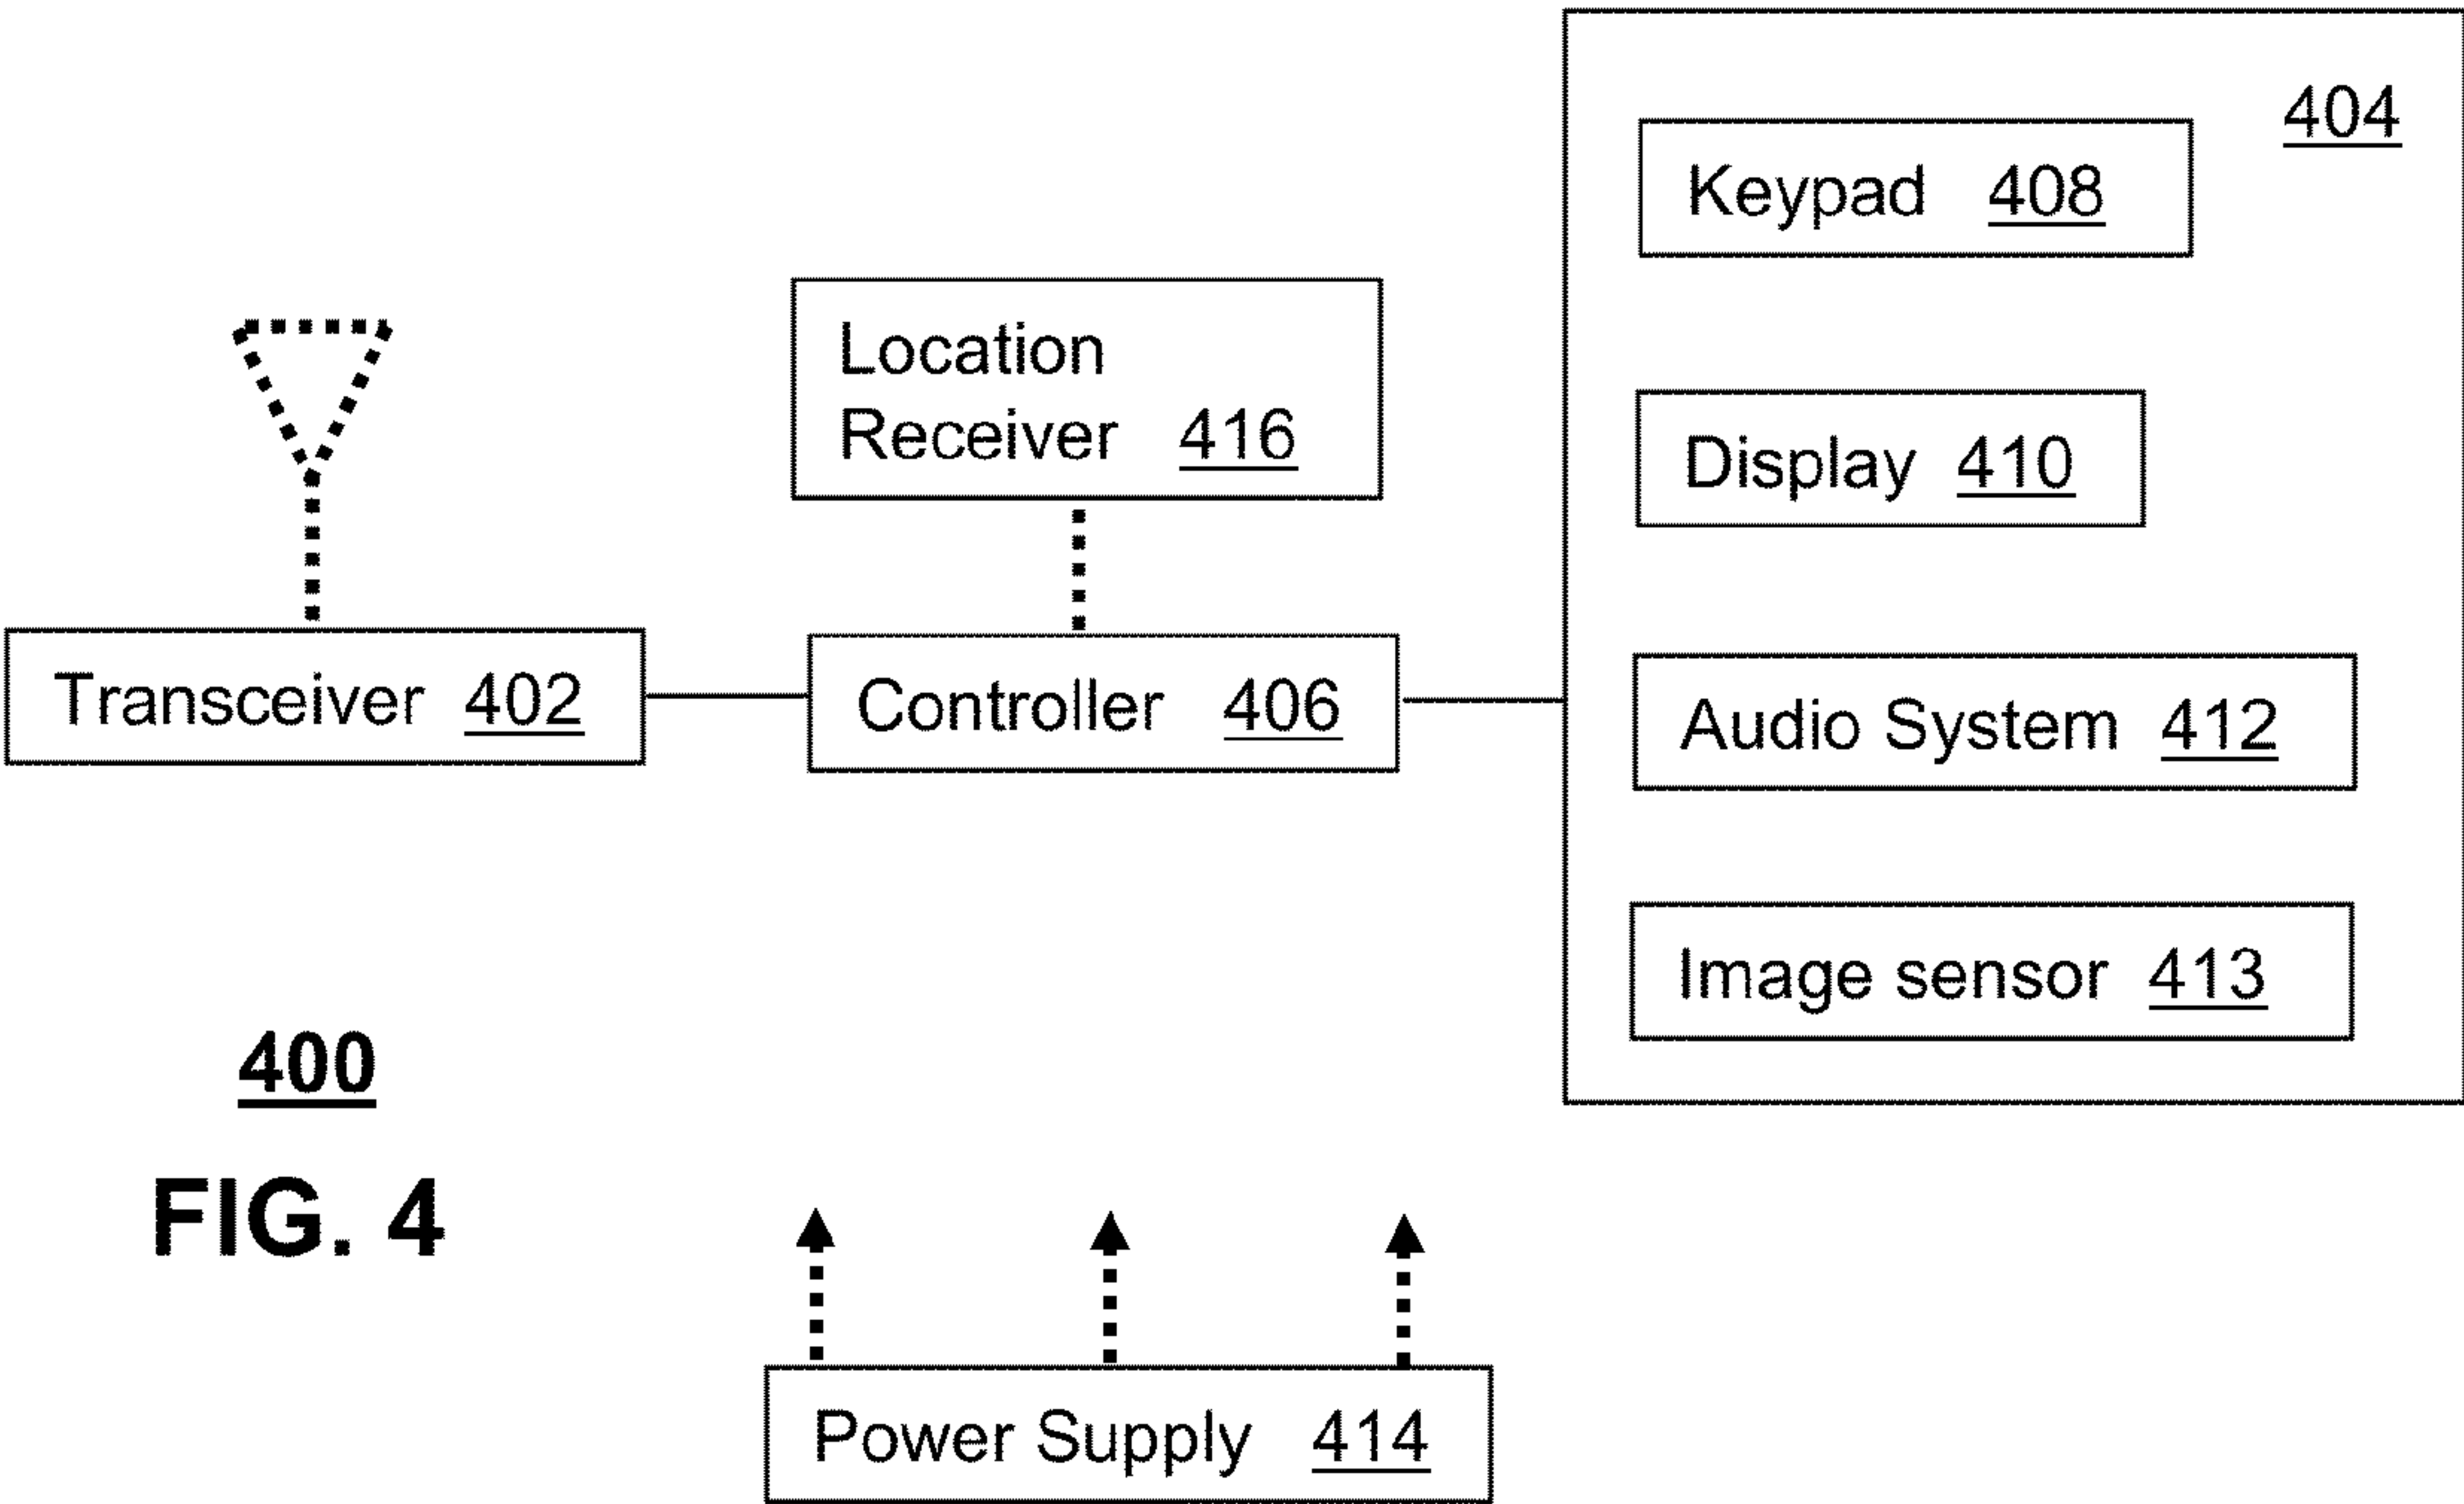 404
Keypad 408
Location
Receiver 416
Display 410
Transceiver 402
Controller 406
Audio System 412
Image sensor 413
400
FIG. 4
Power Supply 414